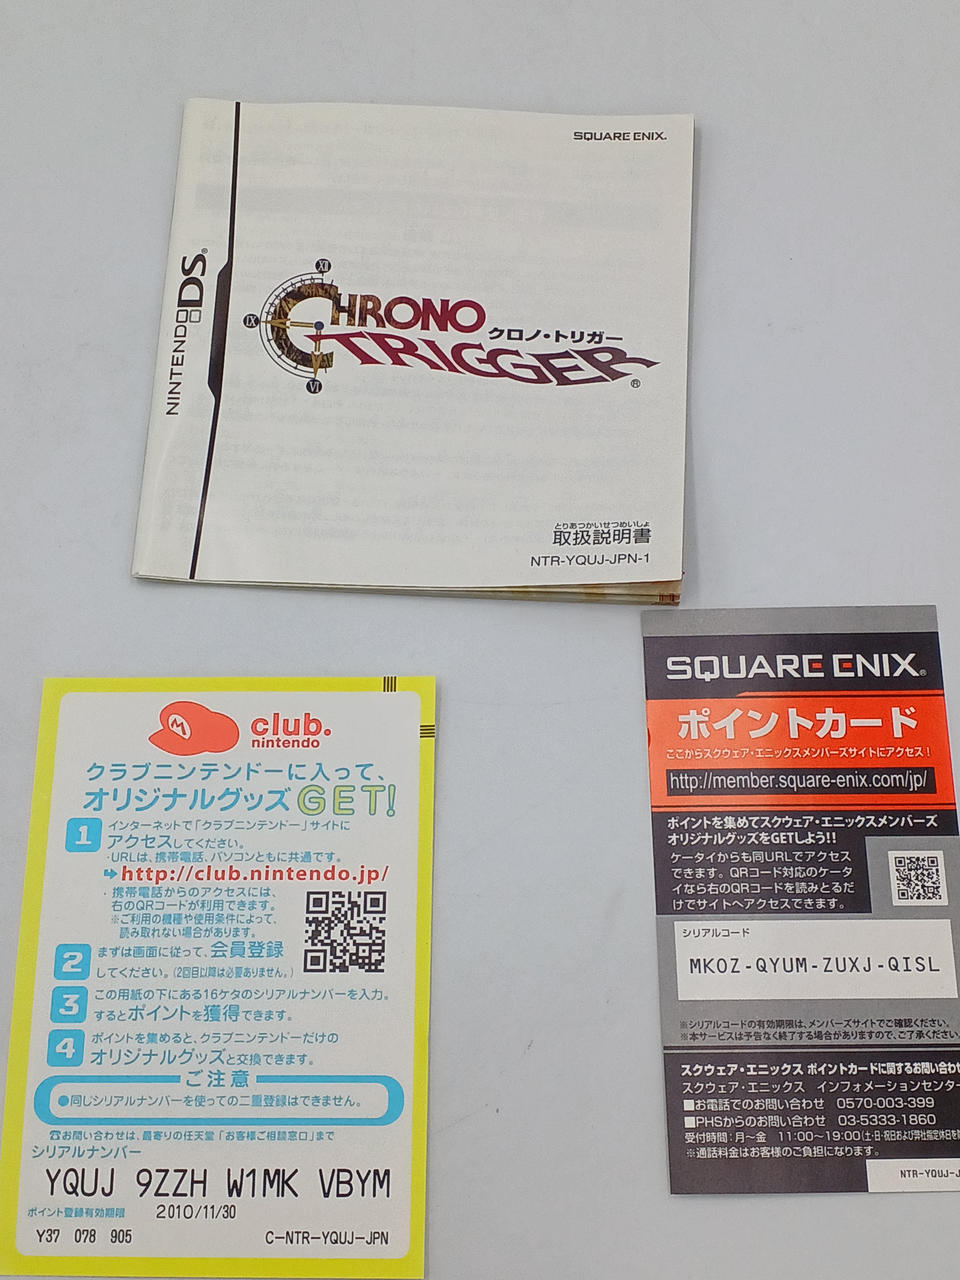 SQUARE ENIX.
NINTENDO DS®
XII
IX
VI
CHRONO
クロノ・トリガー
TRIGGER®
とりあつかいせつめいしょ
取扱説明書
NTR-YQUJ-JPN-1
M
club.
nintendo
クラブニンテンドーに入って、
オリジナルグッズGET!
1
インターネットで「クラブニンテンドー」サイトに
アクセスしてください。
・URLは、携帯電話、パソコンともに共通です。
➡http://club.nintendo.jp/
・携帯電話からのアクセスには、
右のQRコードが利用できます。
※ご利用の機種や使用条件によって、
読み取れない場合があります。
2
まずは画面に従って、会員登録
してください。(2回目以降は必要ありません。)
3
この用紙の下にある16ケタのシリアルナンバーを入力。
するとポイントを獲得できます。
4
ポイントを集めると、クラブニンテンドーだけの
オリジナルグッズと交換できます。
ご注意
●同じシリアルナンバーを使っての二重登録はできません。
☎お問い合わせは、最寄りの任天堂「お客様ご相談窓口」まで
シリアルナンバー
YQUJ 9ZZH W1MK VBYM
ポイント登録有効期限 2010/11/30
Y37 078 905 C-NTR-YQUJ-JPN
SQUARE ENIX®
ポイントカード
ここからスクウェア・エニックスメンバーズサイトにアクセス！
http://member.square-enix.com/jp/
ポイントを集めてスクウェア・エニックスメンバーズ
オリジナルグッズをGETしよう!!
ケータイからも同URLでアクセス
できます。QRコード対応のケータ
イなら右のQRコードを読みとるだ
けでサイトへアクセスできます。
シリアルコード
MKOZ-QYUM-ZUXJ-QISL
※シリアルコードの有効期限は、メンバーズサイトでご確認ください。
※本サービスは予告なく終了する場合がありますので、ご了承ください
スクウェア・エニックス ポイントカードに関するお問い合わせ
スクウェア・エニックス インフォメーションセンター
■お電話でのお問い合わせ 0570-003-399
■PHSからのお問い合わせ 03-5333-1860
受付時間：月〜金 11:00〜19:00(土・日・祝日および弊社指定休日を
※通話料金はお客様のご負担になります。
NTR-YQUJ-J